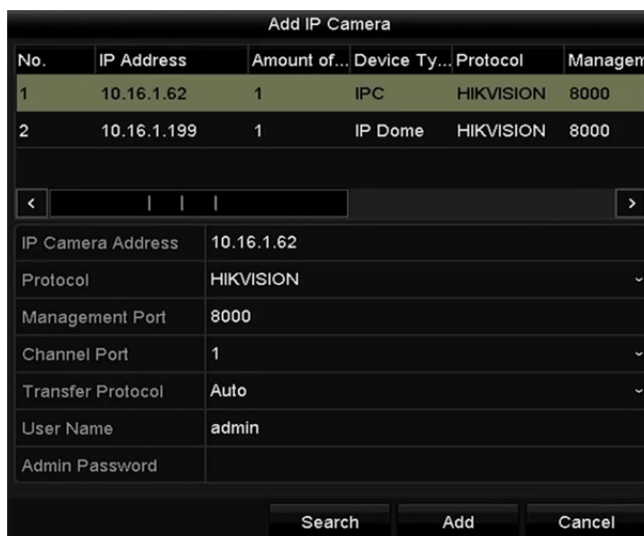 Add IP Camera
No. IP Address Amount of... Device Ty... Protocol Managem
1 10.16.1.62 1 IPC HIKVISION 8000
2 10.16.1.199 1 IP Dome HIKVISION 8000
IP Camera Address 10.16.1.62
Protocol HIKVISION
Management Port 8000
Channel Port 1
Transfer Protocol Auto
User Name admin
Admin Password
Search Add Cancel